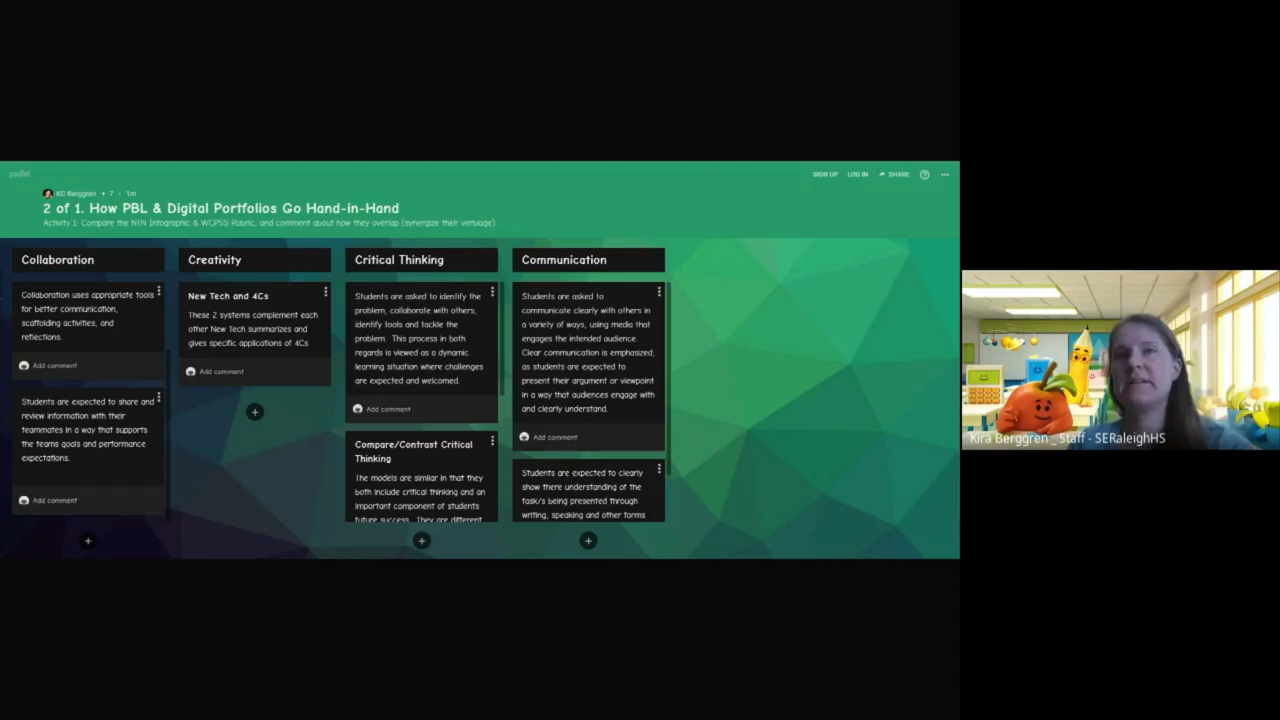 padlet
SIGN UP LOG IN SHARE
KC Berggren + 7 · 1m
2 of 1. How PBL & Digital Portfolios Go Hand-in-Hand
Activity 1: Compare the NTN Infographic & WCPSS Rubric, and comment about how they overlap (synergize their verbiage).
Collaboration
Collaboration uses appropriate tools
for better communication,
scaffolding activities, and
reflections.
Add comment
Students are expected to share and
review information with their
teammates in a way that supports
the teams goals and performance
expectations.
Add comment
Creativity
New Tech and 4Cs
These 2 systems complement each
other New Tech summarizes and
gives specific applications of 4Cs
Add comment
Critical Thinking
Students are asked to identify the
problem, collaborate with others,
identify tools and tackle the
problem. This process in both
regards is viewed as a dynamic
learning situation where challenges
are expected and welcomed.
Add comment
Compare/Contrast Critical
Thinking
The models are similar in that they
both include critical thinking and an
important component of students
future success. They are different
Communication
Students are asked to
communicate clearly with others in
a variety of ways, using media that
engages the intended audience.
Clear communication is emphasized,
as students are expected to
present their argument or viewpoint
in a way that audiences engage with
and clearly understand.
Add comment
Students are expected to clearly
show there understanding of the
task/s being presented through
writing, speaking and other forms
Kira Berggren _ Staff - SERaleighHS